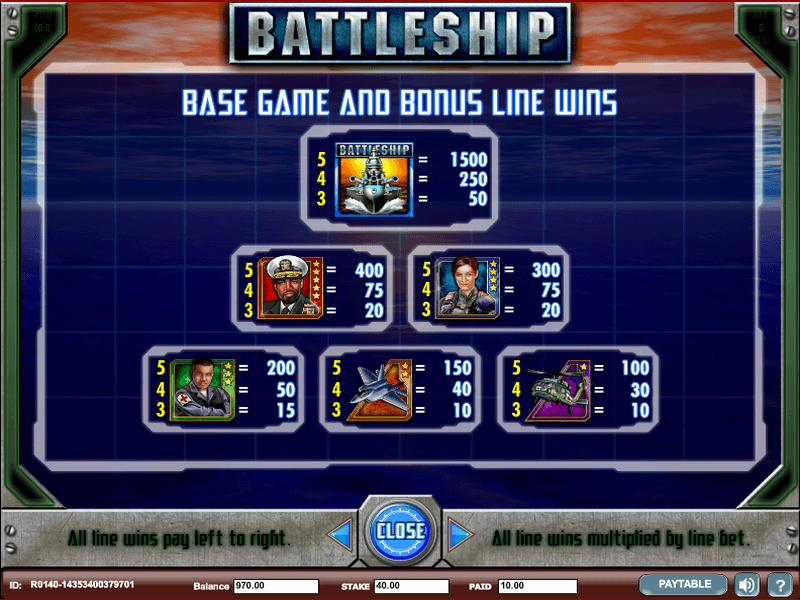 BATTLESHIP
BASE GAME AND BONUS LINE WINS
BATTLESHIP
5 = 1500
4 = 250
3 = 50
5 = 400
4 = 75
3 = 20
5 = 300
4 = 75
3 = 20
5 = 200
4 = 50
3 = 15
5 = 150
4 = 40
3 = 10
5 = 100
4 = 30
3 = 10
All line wins pay left to right.
CLOSE
All line wins multiplied by line bet.
ID: R0140-14353400379701 Balance 970.00 STAKE 40.00 PAID 10.00 PAYTABLE ?